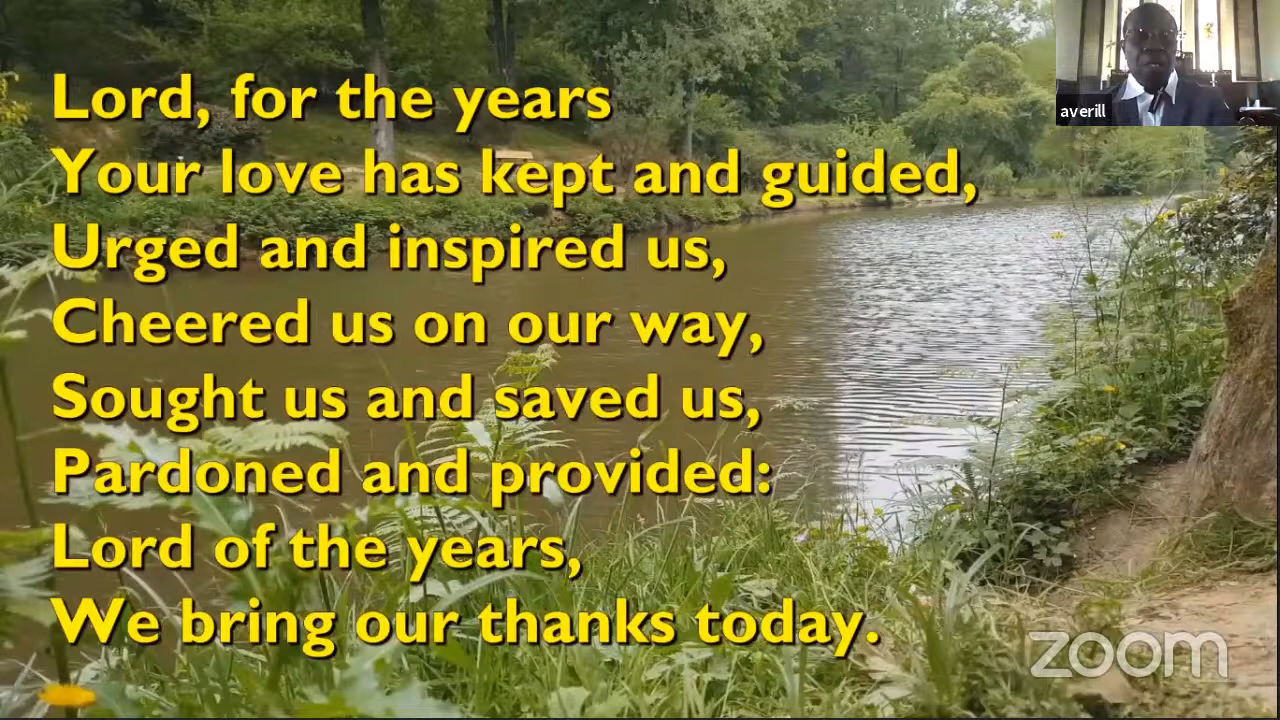 Lord, for the years
Your love has kept and guided,
Urged and inspired us,
Cheered us on our way,
Sought us and saved us,
Pardoned and provided:
Lord of the years,
We bring our thanks today.
averill
zoom